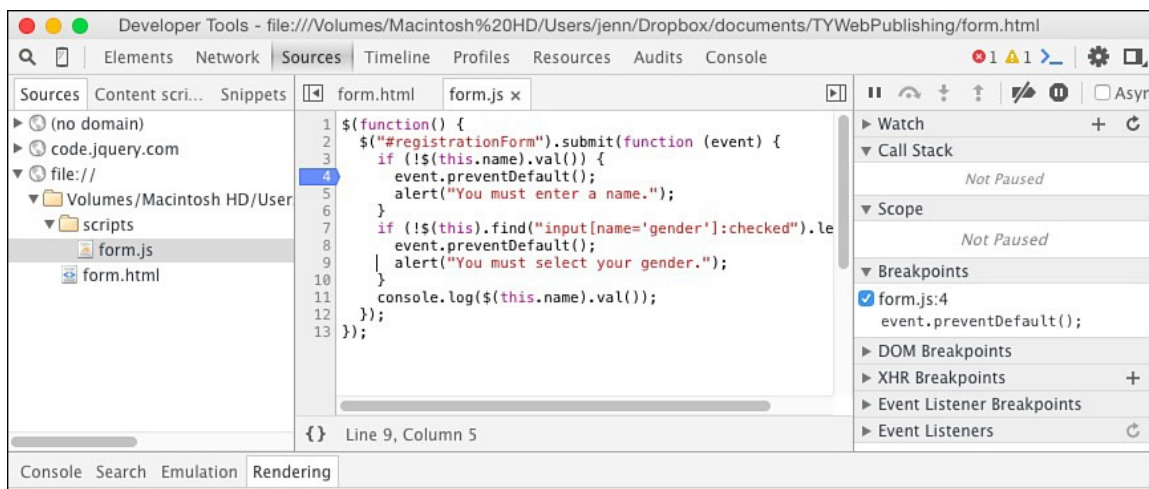 Developer Tools - file:///Volumes/Macintosh%20HD/Users/jenn/Dropbox/documents/TYWebPublishing/form.html
Elements Network Sources Timeline Profiles Resources Audits Console 1 1
Sources Content scri... Snippets
(no domain)
code.jquery.com
file://
Volumes/Macintosh HD/User
scripts
form.js
form.html
form.html form.js ×
1 $(function() {
2 $("#registrationForm").submit(function (event) {
3 if (!$(this.name).val()) {
4 event.preventDefault();
5 alert("You must enter a name.");
6 }
7 if (!$(this).find("input[name='gender']:checked").le
8 event.preventDefault();
9 alert("You must select your gender.");
10 }
11 console.log($(this.name).val());
12 });
13 });
{} Line 9, Column 5
Asyn
Watch +
Call Stack
Not Paused
Scope
Not Paused
Breakpoints
form.js:4
event.preventDefault();
DOM Breakpoints
XHR Breakpoints +
Event Listener Breakpoints
Event Listeners
Console Search Emulation Rendering